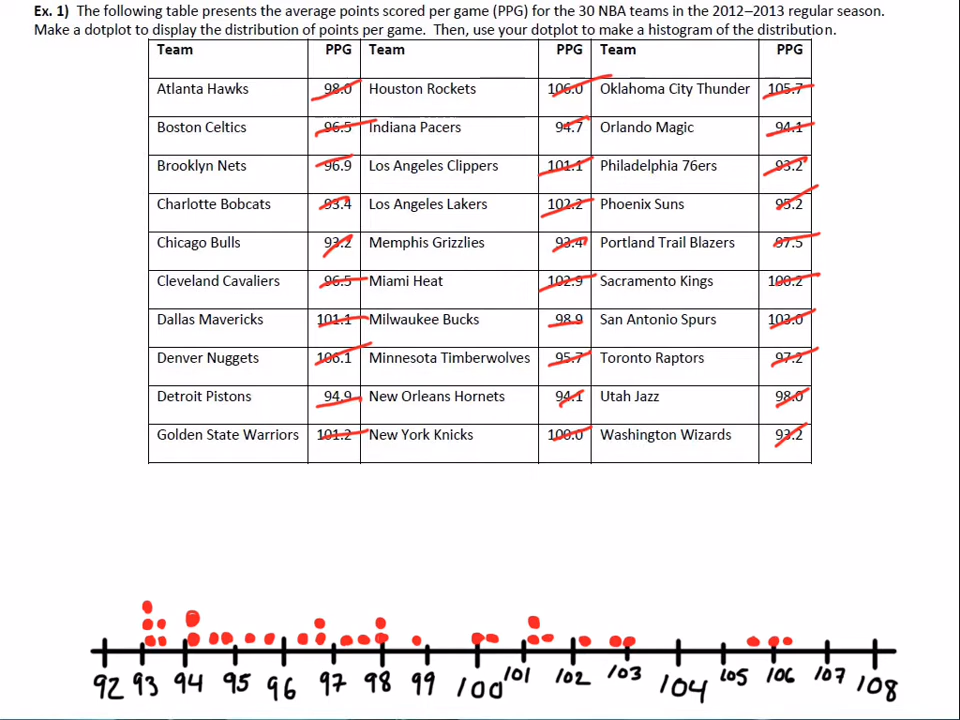 Ex. 1) The following table presents the average points scored per game (PPG) for the 30 NBA teams in the 2012–2013 regular season.
Make a dotplot to display the distribution of points per game. Then, use your dotplot to make a histogram of the distribution.
Team PPG Team PPG Team PPG
Atlanta Hawks 98.0 Houston Rockets 106.0 Oklahoma City Thunder 105.7
Boston Celtics 96.5 Indiana Pacers 94.7 Orlando Magic 94.1
Brooklyn Nets 96.9 Los Angeles Clippers 101.1 Philadelphia 76ers 93.2
Charlotte Bobcats 93.4 Los Angeles Lakers 102.2 Phoenix Suns 95.2
Chicago Bulls 93.2 Memphis Grizzlies 93.4 Portland Trail Blazers 97.5
Cleveland Cavaliers 96.5 Miami Heat 102.9 Sacramento Kings 100.2
Dallas Mavericks 101.1 Milwaukee Bucks 98.9 San Antonio Spurs 103.0
Denver Nuggets 106.1 Minnesota Timberwolves 95.7 Toronto Raptors 97.2
Detroit Pistons 94.9 New Orleans Hornets 94.1 Utah Jazz 98.0
Golden State Warriors 101.2 New York Knicks 100.0 Washington Wizards 93.2
92 93 94 95 96 97 98 99 100 101 102 103 104 105 106 107 108